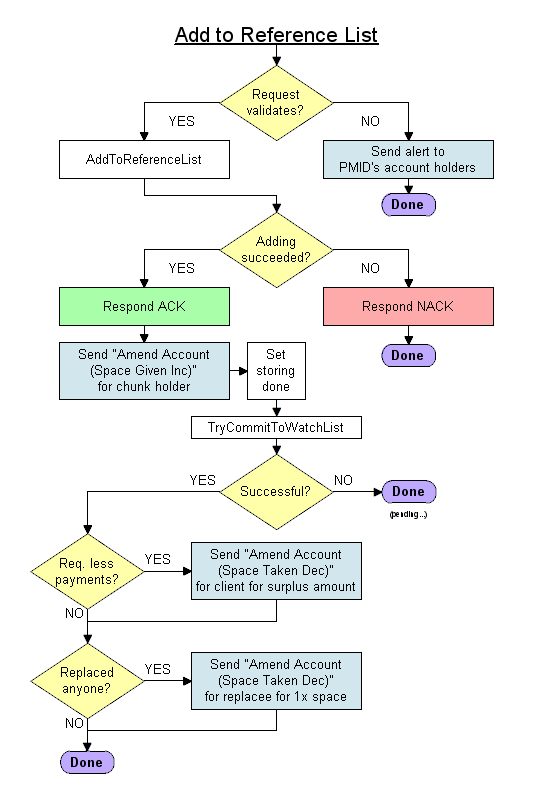 Add to Reference List
Request
validates?
YES
NO
AddToReferenceList
Send alert to
PMID's account holders
Done
Adding
succeeded?
YES
NO
Respond ACK
Respond NACK
Send "Amend Account
(Space Given Inc)"
for chunk holder
Set
storing
done
Done
TryCommitToWatchList
YES
Successful?
NO
Done
(pending...)
Req. less
payments?
YES
Send "Amend Account
(Space Taken Dec)"
for client for surplus amount
NO
Replaced
anyone?
YES
Send "Amend Account
(Space Taken Dec)"
for replacee for 1x space
NO
Done